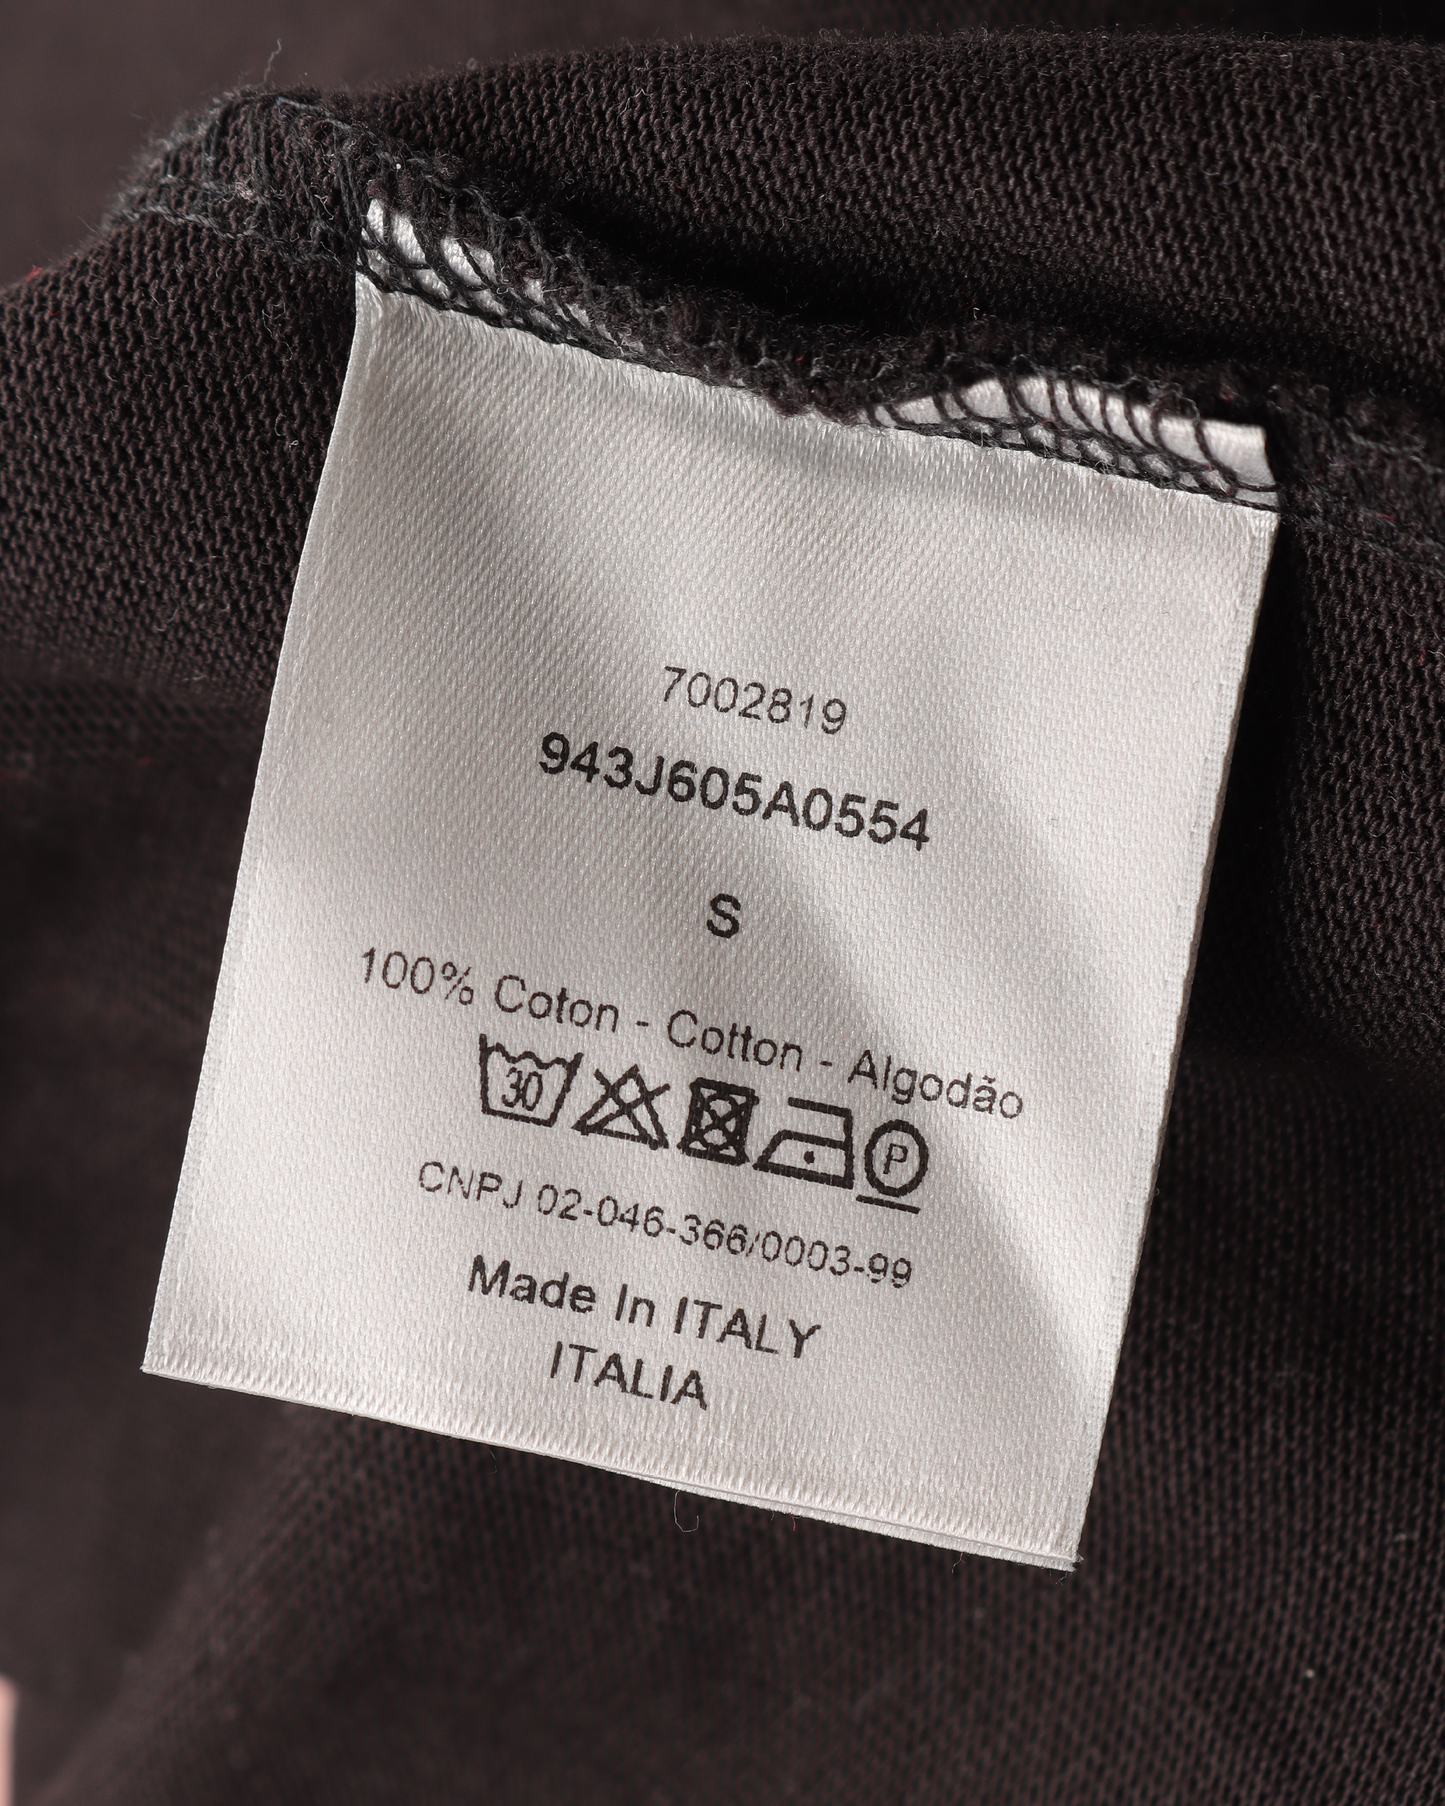 7002819
943J605A0554
S
100% Coton - Cotton - Algodão
30 P
CNPJ 02-046-366/0003-99
Made In ITALY
ITALIA